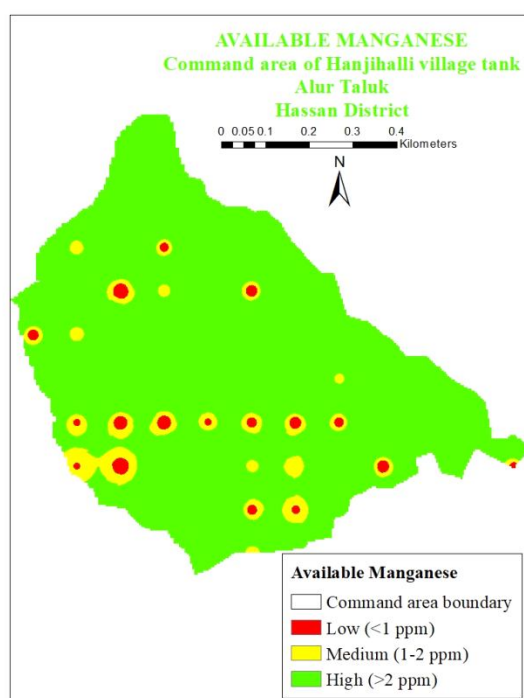 AVAILABLE MANGANESE
Command area of Hanjihalli village tank
Alur Taluk
Hassan District
0 0.05 0.1 0.2 0.3 0.4
Kilometers
N
Available Manganese
Command area boundary
Low (<1 ppm)
Medium (1-2 ppm)
High (>2 ppm)